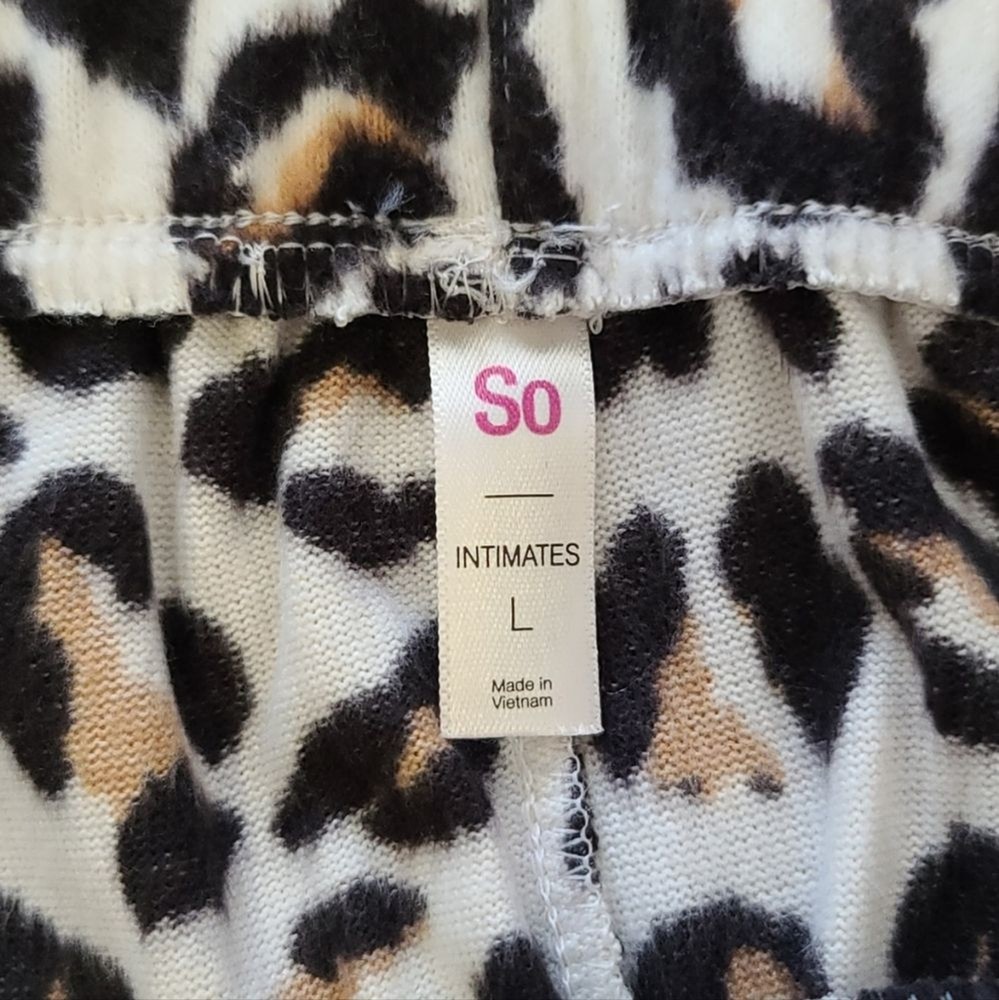 So
INTIMATES
L
Made in
Vietnam